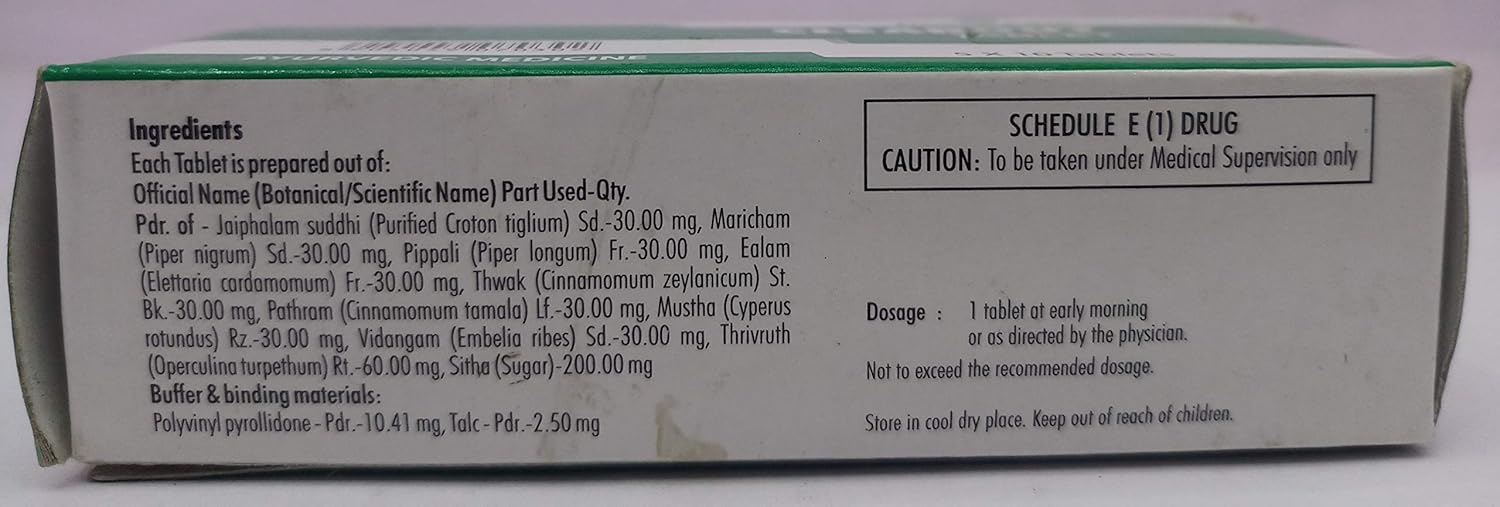 AYURVEDIC MEDICINE
5 X 10 Tablets
Ingredients
Each Tablet is prepared out of:
Official Name (Botanical/Scientific Name) Part Used-Qty.
Pdr. of - Jaiphalam suddhi (Purified Croton tiglium) Sd.-30.00 mg, Maricham
(Piper nigrum) Sd.-30.00 mg, Pippali (Piper longum) Fr.-30.00 mg, Ealam
(Elettaria cardamomum) Fr.-30.00 mg, Thwak (Cinnamomum zeylanicum) St.
Bk.-30.00 mg, Pathram (Cinnamomum tamala) Lf.-30.00 mg, Mustha (Cyperus
rotundus) Rz.-30.00 mg, Vidangam (Embelia ribes) Sd.-30.00 mg, Thrivruth
(Operculina turpethum) Rt.-60.00 mg, Sitha (Sugar)-200.00 mg
Buffer & binding materials:
Polyvinyl pyrollidone - Pdr.-10.41 mg, Talc - Pdr.-2.50 mg
SCHEDULE E (1) DRUG
CAUTION: To be taken under Medical Supervision only
Dosage : 1 tablet at early morning
or as directed by the physician.
Not to exceed the recommended dosage.
Store in cool dry place. Keep out of reach of children.